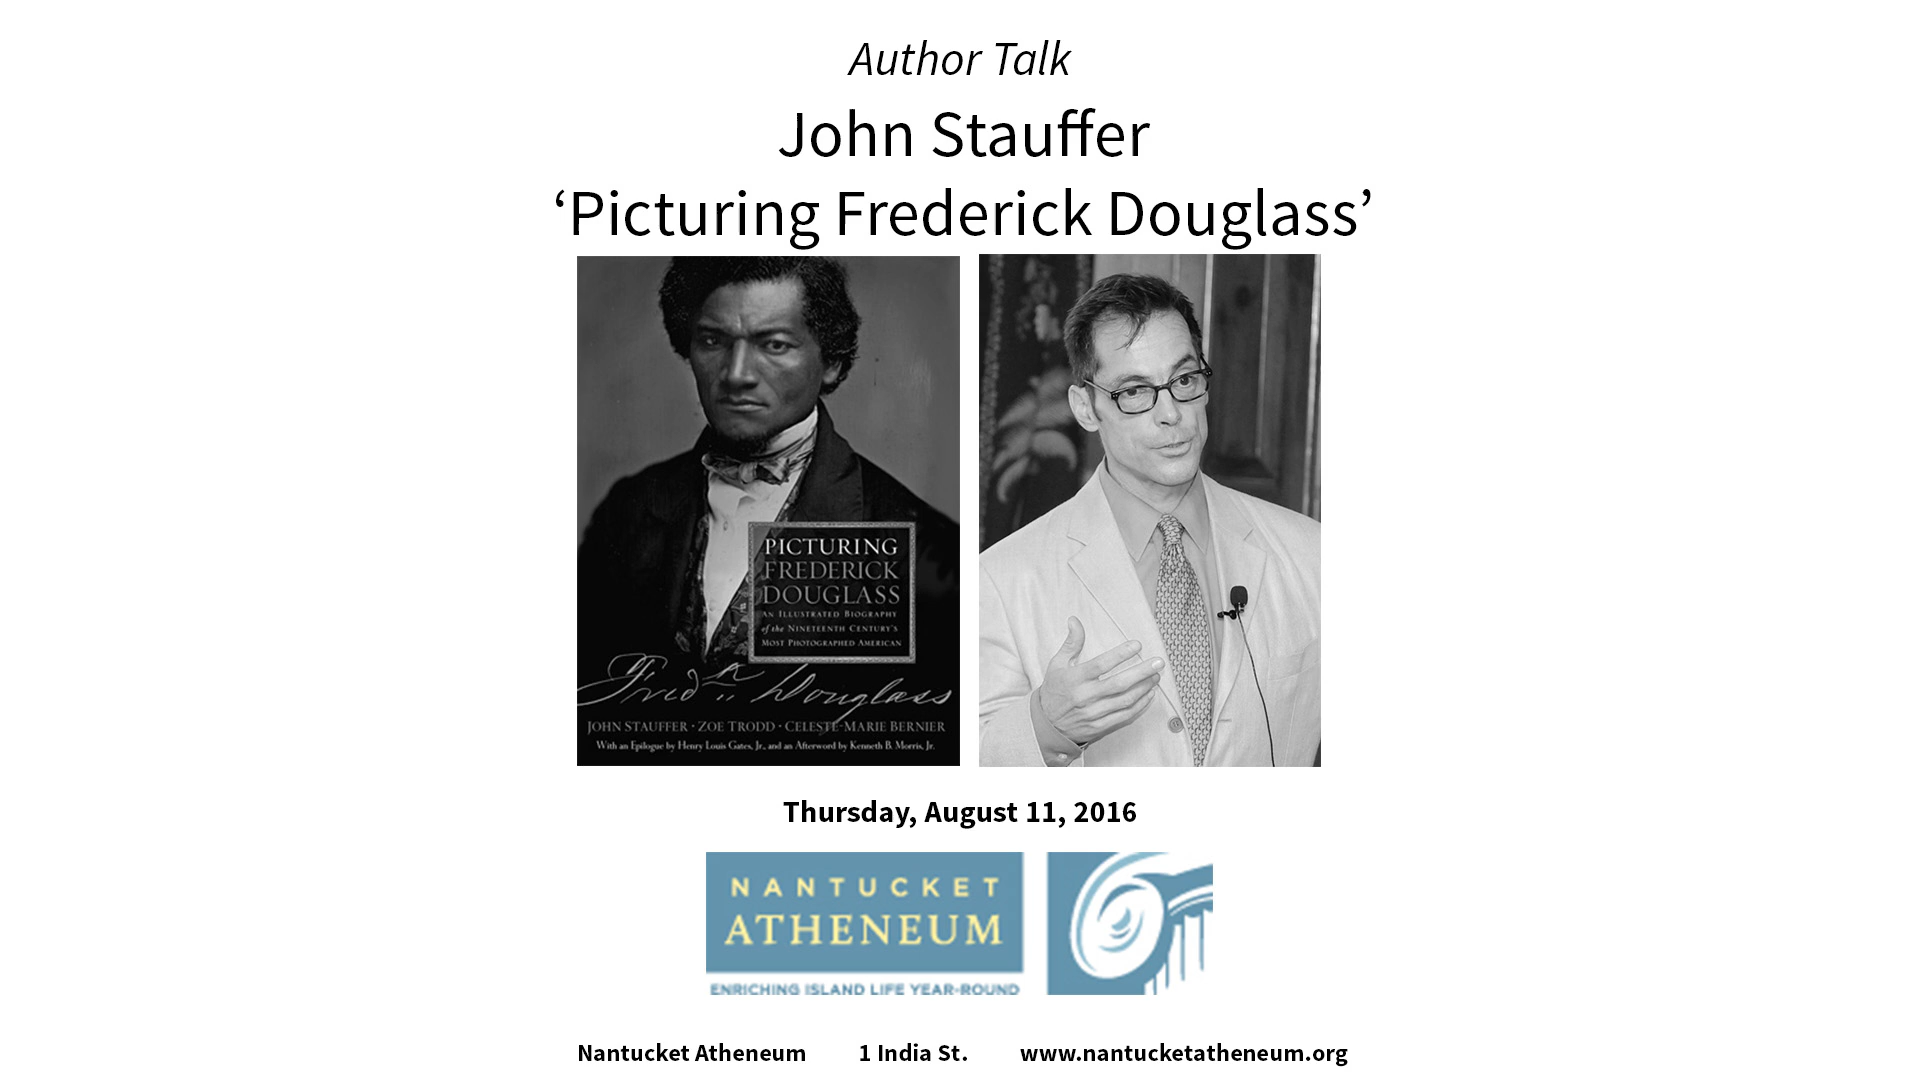 Author Talk
John Stauffer
‘Picturing Frederick Douglass’
PICTURING
FREDERICK
DOUGLASS
AN ILLUSTRATED BIOGRAPHY
of the NINETEENTH CENTURY'S
MOST PHOTOGRAPHED AMERICAN
Fredk Douglass
JOHN STAUFFER · ZOE TRODD · CELESTE-MARIE BERNIER
With an Epilogue by Henry Louis Gates, Jr., and an Afterword by Kenneth B. Morris, Jr.
Thursday, August 11, 2016
NANTUCKET
ATHENEUM
ENRICHING ISLAND LIFE YEAR-ROUND
Nantucket Atheneum 1 India St. www.nantucketatheneum.org